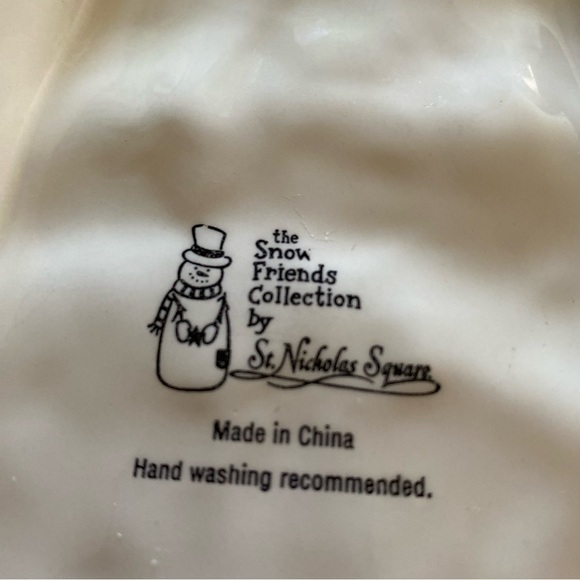 the
Snow
Friends
Collection
by
St. Nicholas Square
Made in China
Hand washing recommended.